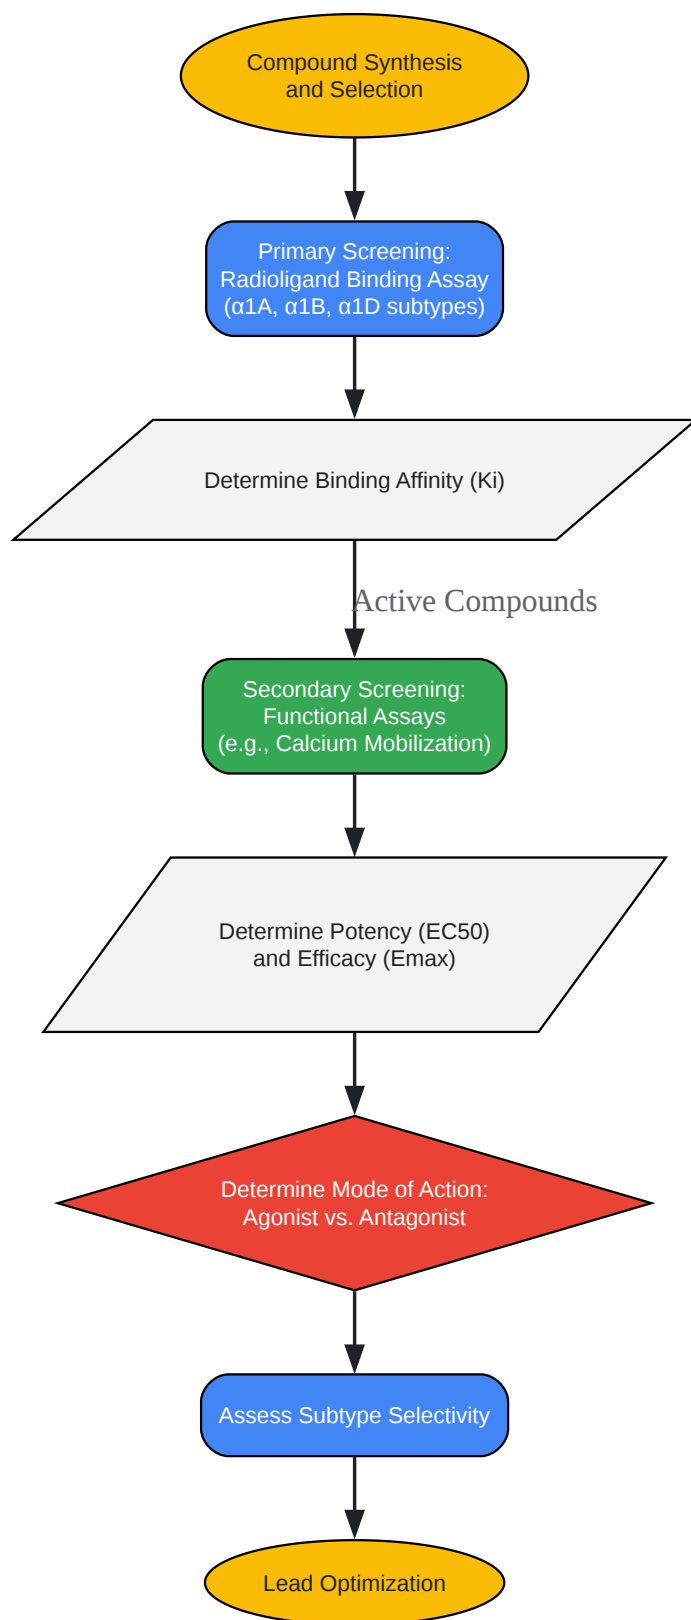 Compound Synthesis
and Selection
Primary Screening:
Radioligand Binding Assay
(α1A, α1B, α1D subtypes)
Determine Binding Affinity (Ki)
Active Compounds
Secondary Screening:
Functional Assays
(e.g., Calcium Mobilization)
Determine Potency (EC50)
and Efficacy (Emax)
Determine Mode of Action:
Agonist vs. Antagonist
Assess Subtype Selectivity
Lead Optimization